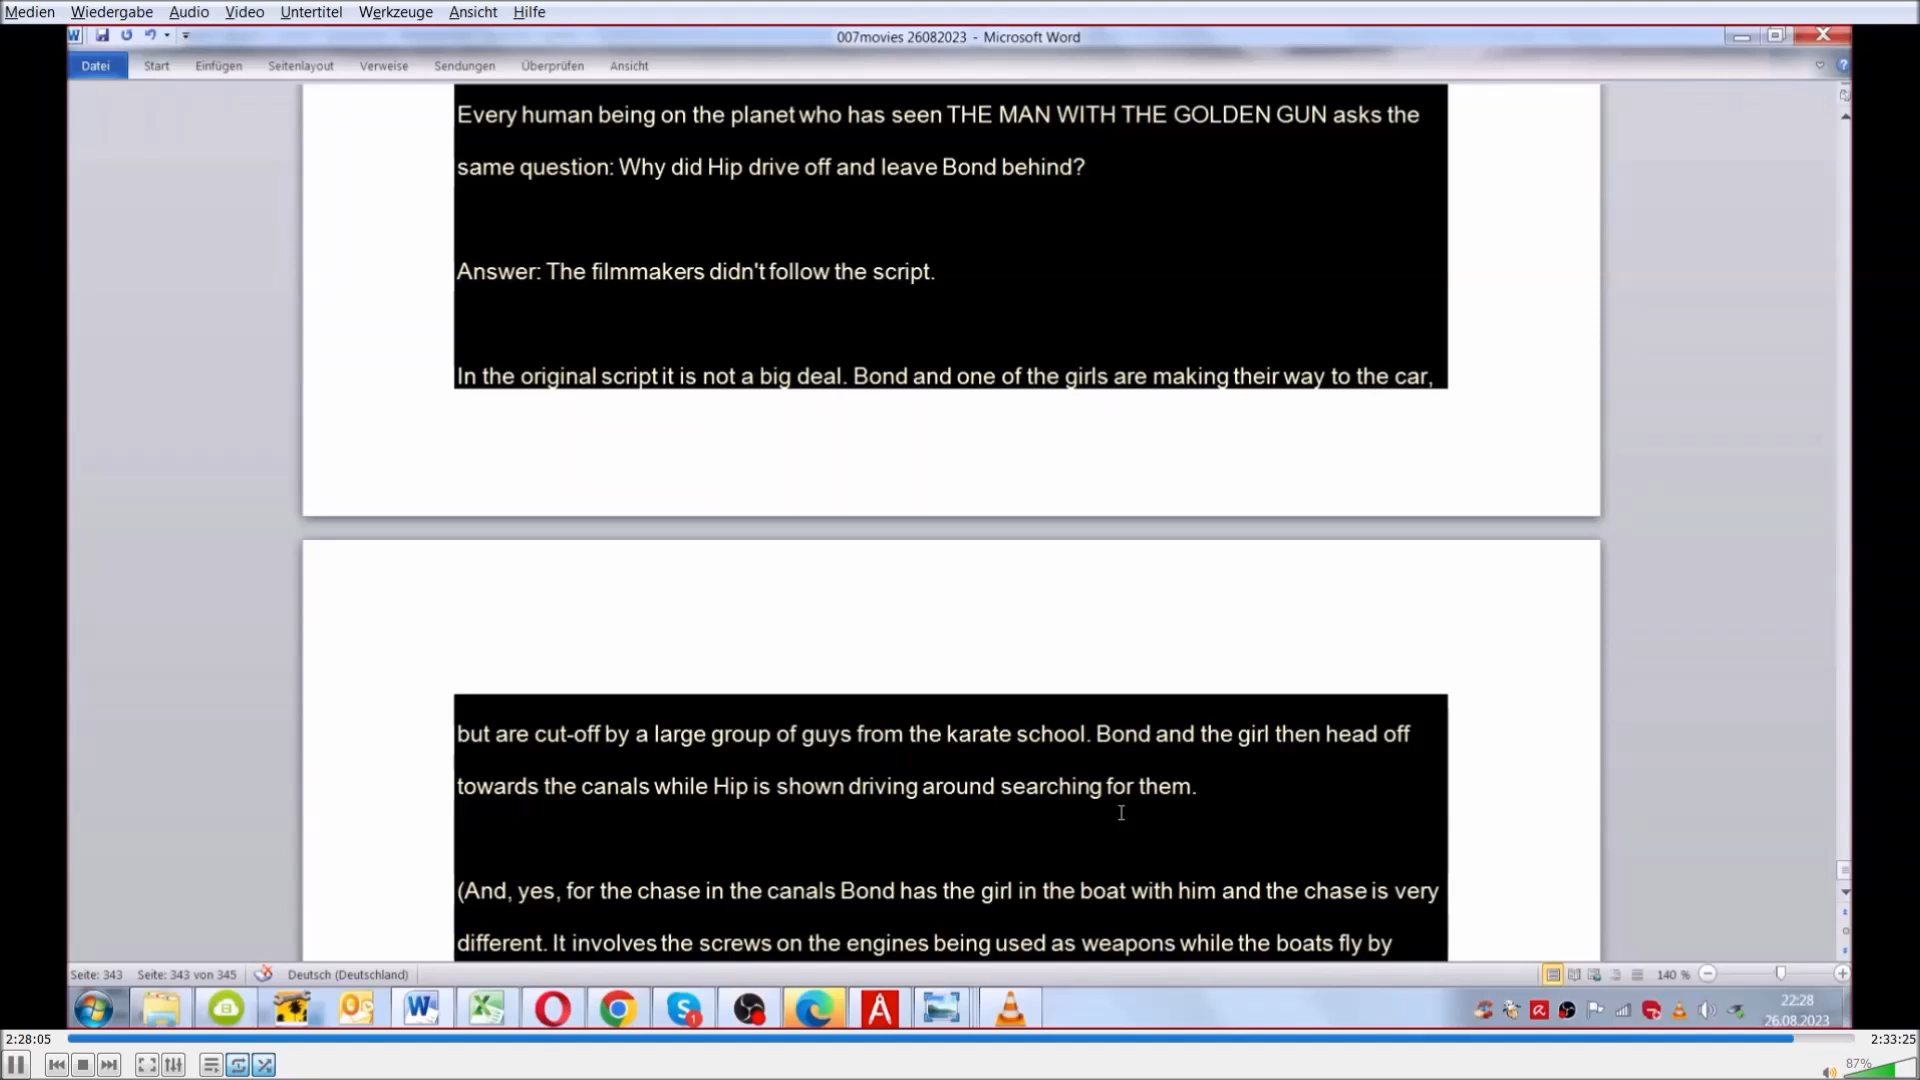 Medien Wiedergabe Audio Video Untertitel Werkzeuge Ansicht Hilfe
007movies 26082023 - Microsoft Word
Datei Start Einfügen Seitenlayout Verweise Sendungen Überprüfen Ansicht
Every human being on the planet who has seen THE MAN WITH THE GOLDEN GUN asks the
same question: Why did Hip drive off and leave Bond behind?
Answer: The filmmakers didn't follow the script.
In the original script it is not a big deal. Bond and one of the girls are making their way to the car,
but are cut-off by a large group of guys from the karate school. Bond and the girl then head off
towards the canals while Hip is shown driving around searching for them.
(And, yes, for the chase in the canals Bond has the girl in the boat with him and the chase is very
different. It involves the screws on the engines being used as weapons while the boats fly by
Seite: 343 Seite: 343 von 345 Deutsch (Deutschland) 140 %
22:28
26.08.2023
2:28:05 2:33:25
87%